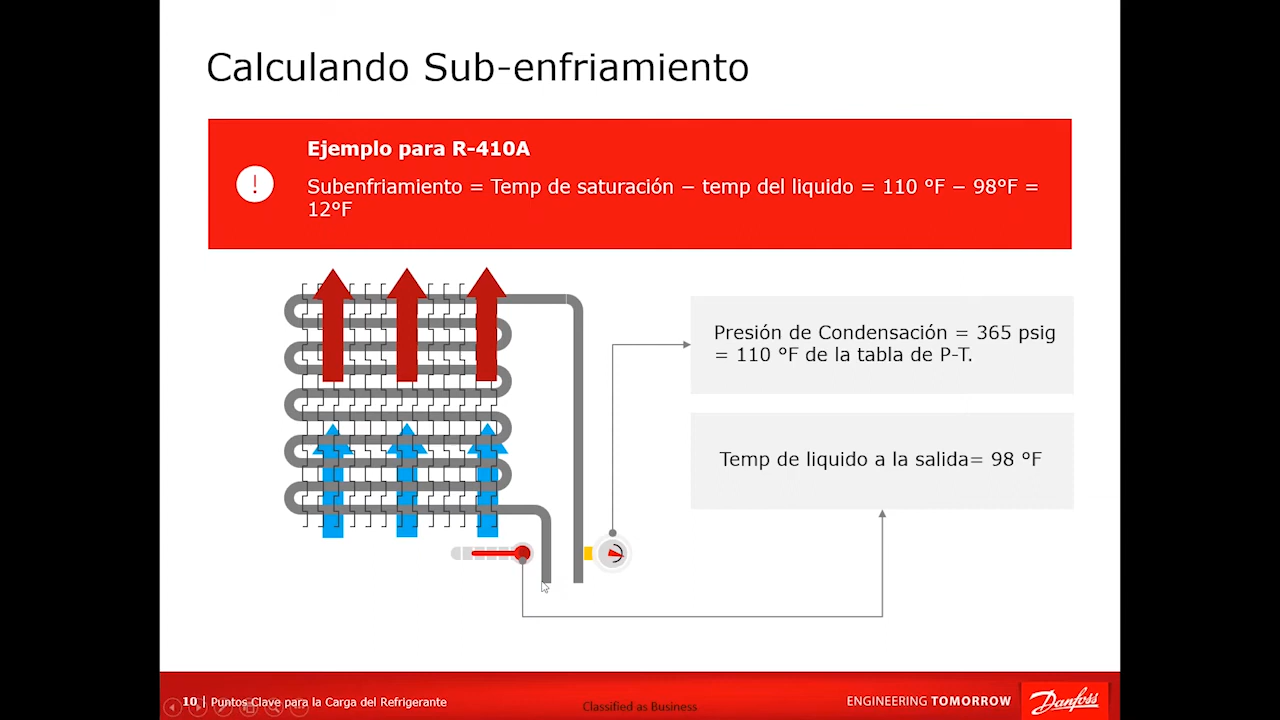 Calculando Sub-enfriamiento
!
Ejemplo para R-410A
Subenfriamiento = Temp de saturación − temp del liquido = 110 °F − 98°F =
12°F
Presión de Condensación = 365 psig
= 110 °F de la tabla de P-T.
Temp de liquido a la salida= 98 °F
10 | Puntos Clave para la Carga del Refrigerante
Classified as Business
ENGINEERING TOMORROW
Danfoss